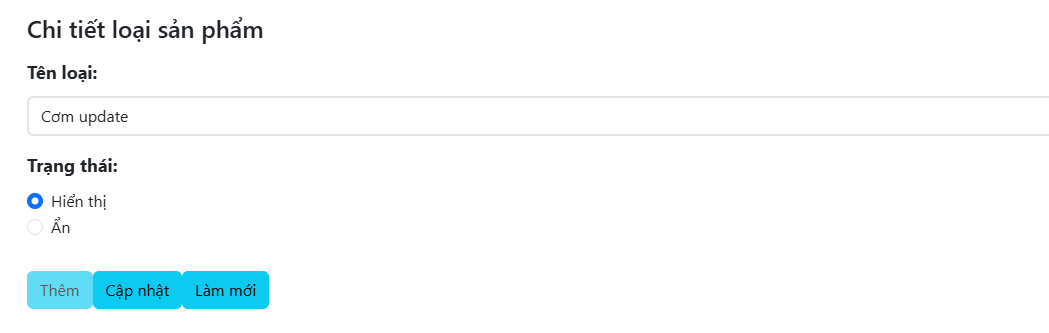 Chi tiết loại sản phẩm
Tên loại:
Cơm update
Trạng thái:
Hiển thị
Ẩn
Thêm Cập nhật Làm mới